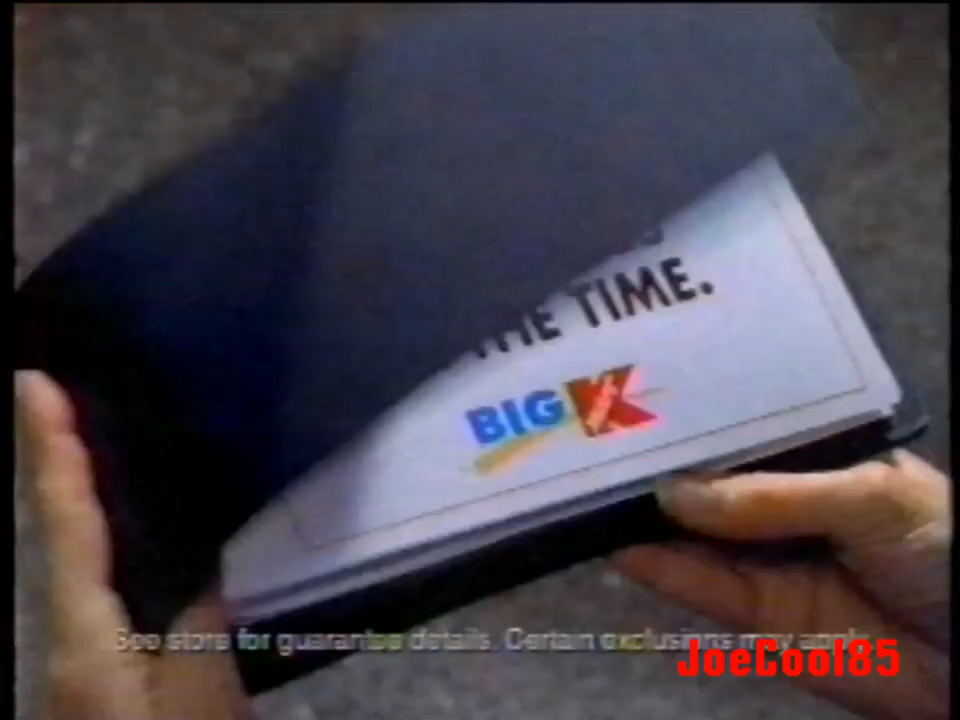 THE TIME.
BIG K
See store for guarantee details. Certain exclusions may apply.
JoeCool85